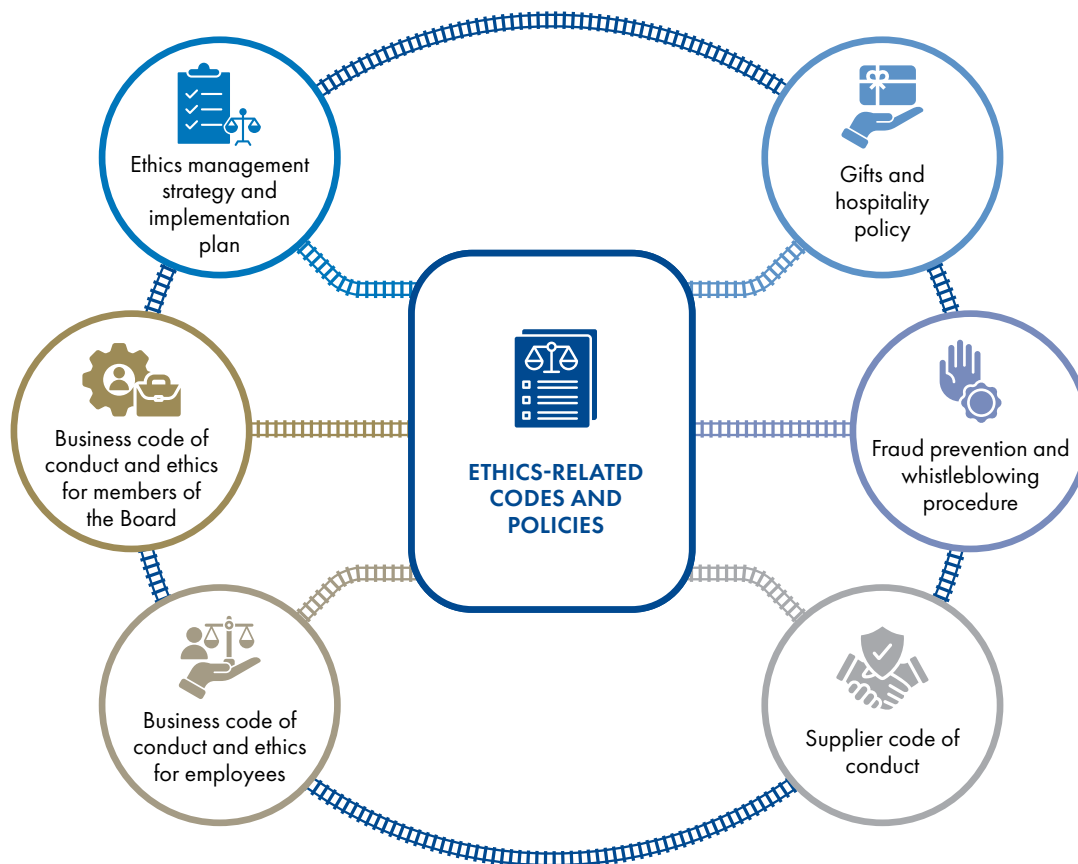 Ethics management
strategy and
implementation
plan
Gifts and
hospitality
policy
Business code of
conduct and ethics
for members of
the Board
ETHICS-RELATED
CODES AND
POLICIES
Fraud prevention and
whistleblowing
procedure
Business code of
conduct and ethics
for employees
Supplier code of
conduct